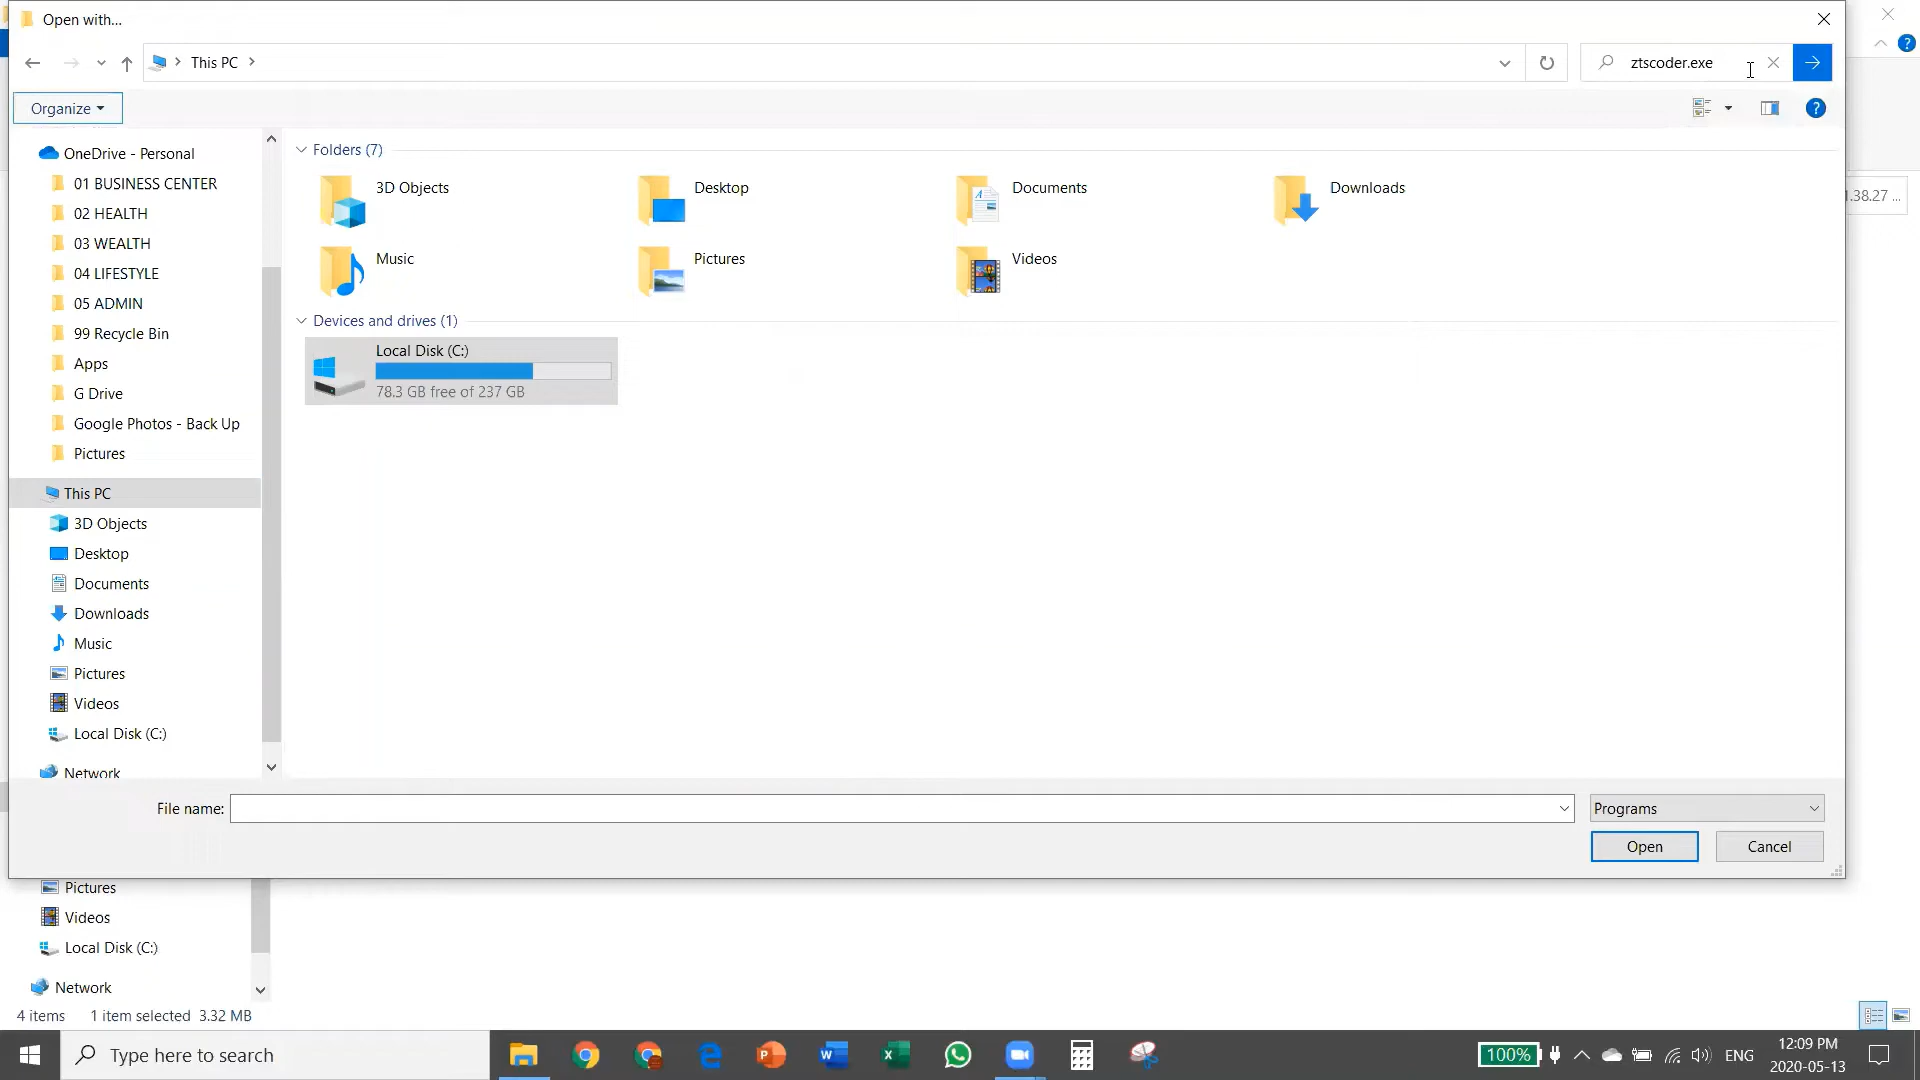 Open with...
This PC
ztscoder.exe
Organize
OneDrive - Personal
01 BUSINESS CENTER
02 HEALTH
03 WEALTH
04 LIFESTYLE
05 ADMIN
99 Recycle Bin
Apps
G Drive
Google Photos - Back Up
Pictures
This PC
3D Objects
Desktop
Documents
Downloads
Music
Pictures
Videos
Local Disk (C:)
Network
Folders (7)
3D Objects
Desktop
Documents
Downloads
Music
Pictures
Videos
Devices and drives (1)
Local Disk (C:)
78.3 GB free of 237 GB
.38.27 ...
File name:
Programs
Open
Cancel
Pictures
Videos
Local Disk (C:)
Network
4 items
1 item selected 3.32 MB
Type here to search
100%
ENG
12:09 PM
2020-05-13